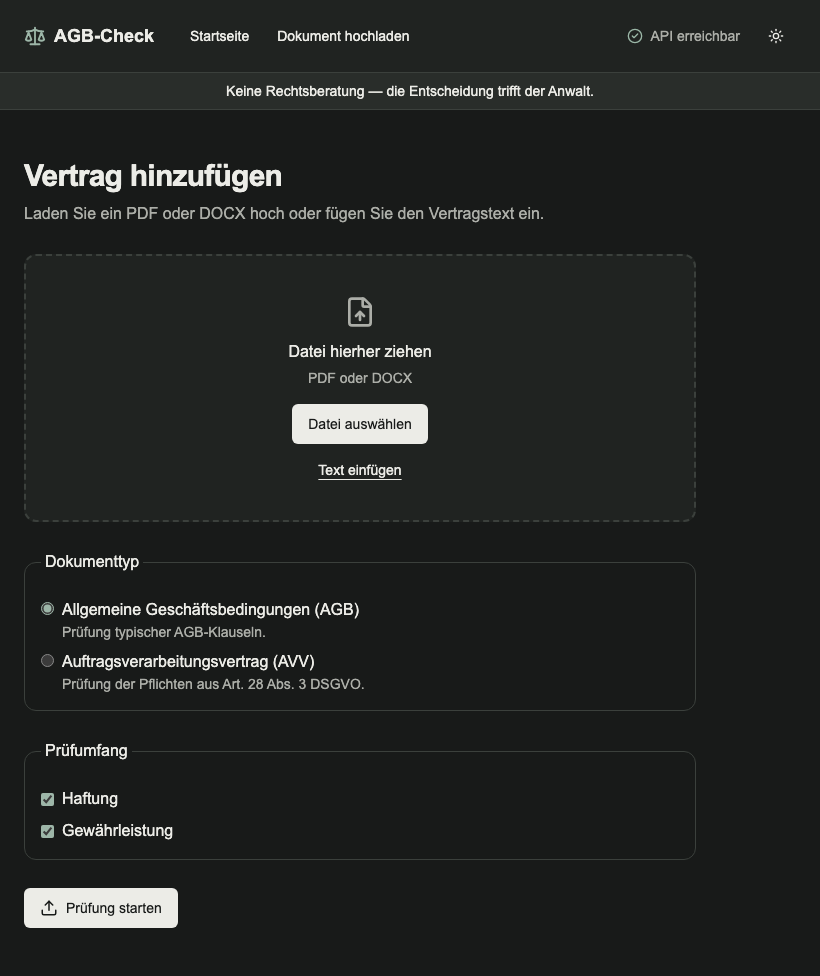 AGB-Check
Startseite
Dokument hochladen
API erreichbar
Keine Rechtsberatung — die Entscheidung trifft der Anwalt.
Vertrag hinzufügen
Laden Sie ein PDF oder DOCX hoch oder fügen Sie den Vertragstext ein.
Datei hierher ziehen
PDF oder DOCX
Datei auswählen
Text einfügen
Dokumenttyp
Allgemeine Geschäftsbedingungen (AGB)
Prüfung typischer AGB-Klauseln.
Auftragsverarbeitungsvertrag (AVV)
Prüfung der Pflichten aus Art. 28 Abs. 3 DSGVO.
Prüfumfang
Haftung
Gewährleistung
Prüfung starten